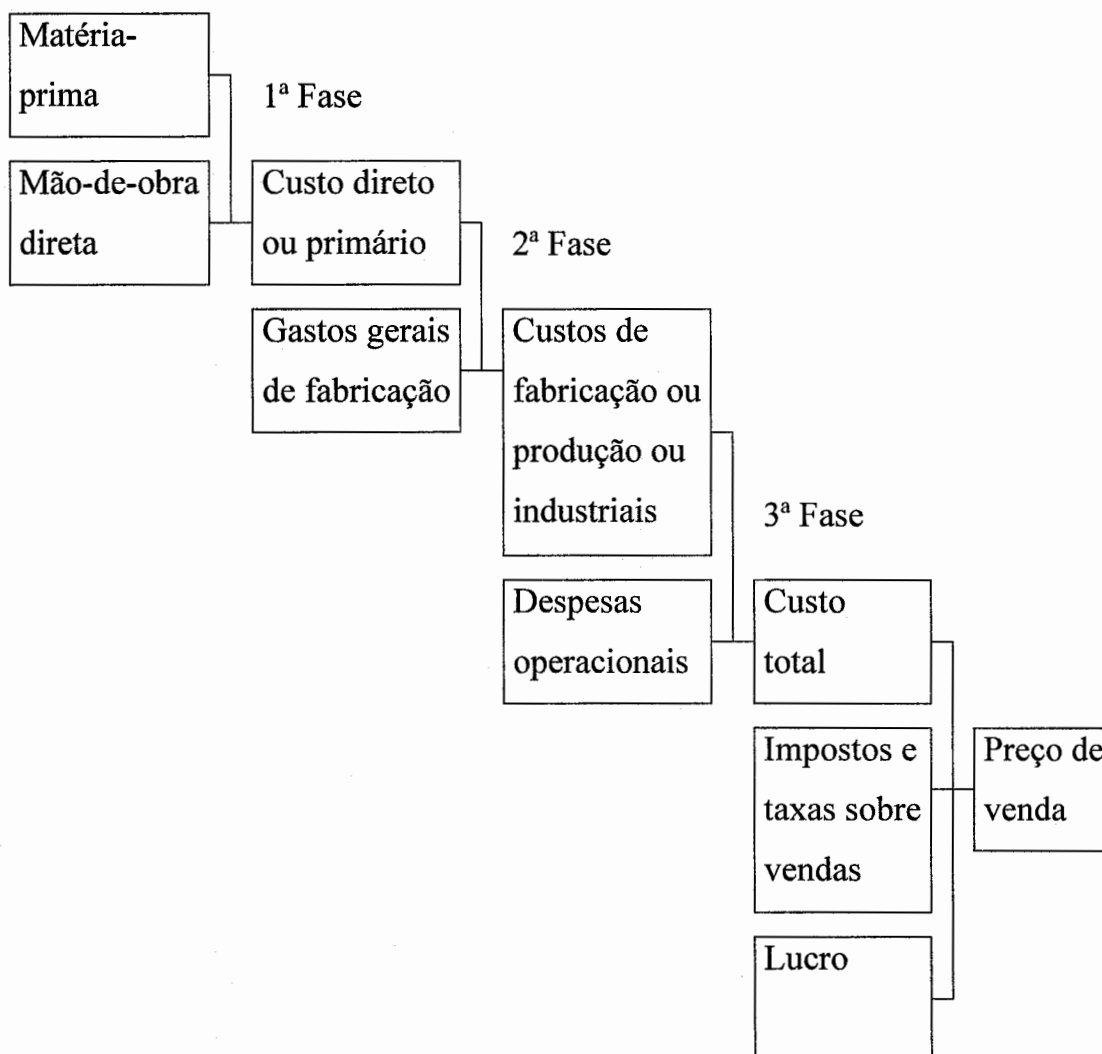 Matéria-
prima
1ª Fase
Mão-de-obra
direta
Custo direto
ou primário
2ª Fase
Gastos gerais
de fabricação
Custos de
fabricação ou
produção ou
industriais
3ª Fase
Despesas
operacionais
Custo
total
Impostos e
taxas sobre
vendas
Preço de
venda
Lucro